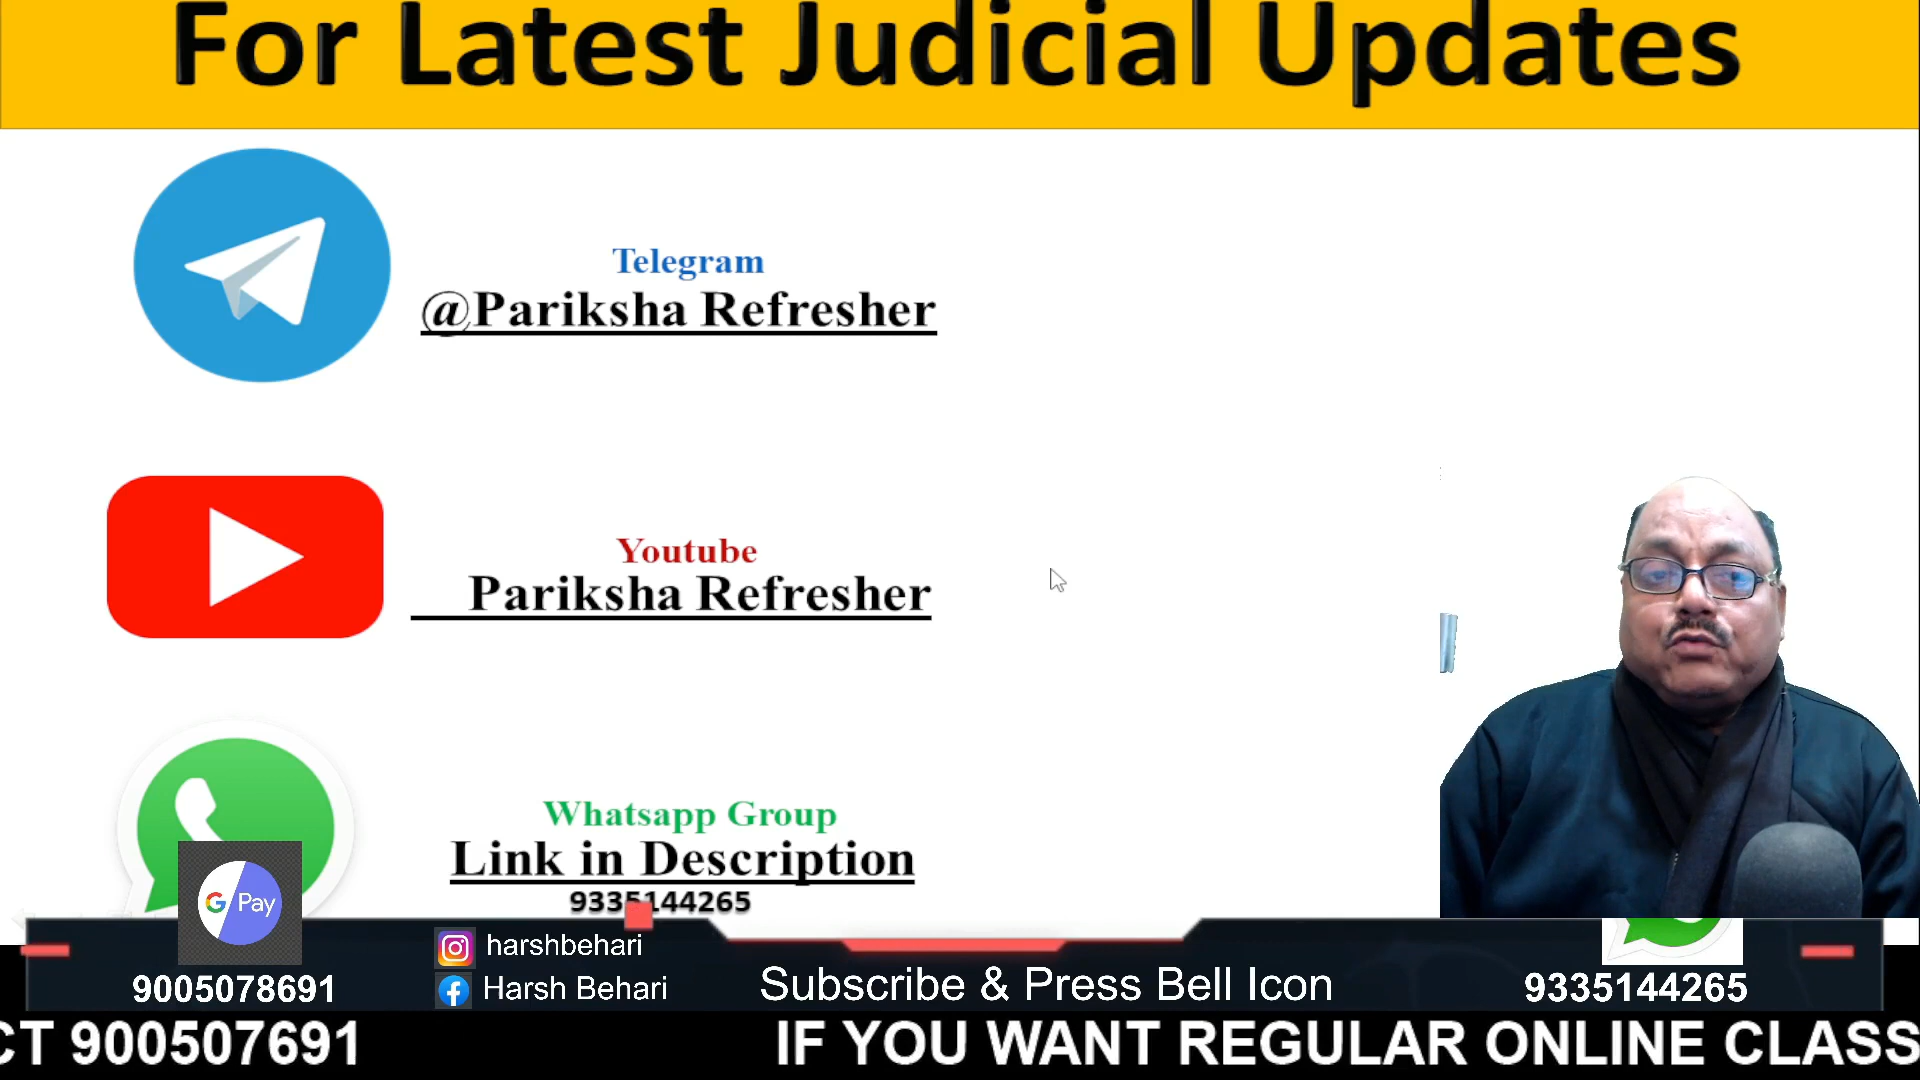 For Latest Judicial Updates
Telegram
@Pariksha Refresher
Youtube
Pariksha Refresher
Whatsapp Group
Link in Description
9335144265
G Pay
harshbehari
9005078691
Harsh Behari
Subscribe & Press Bell Icon
9335144265
CT 900507691 IF YOU WANT REGULAR ONLINE CLASS